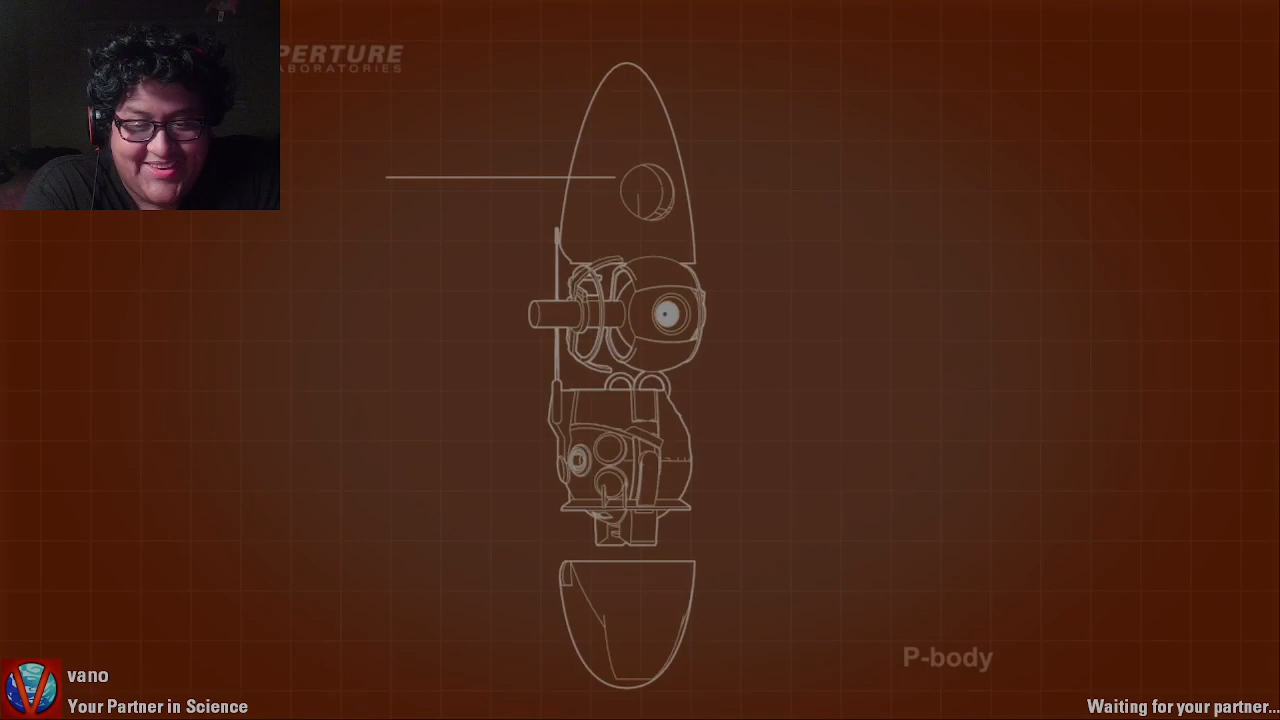 PERTURE
ABORATORIES
P-body
vano
Your Partner in Science
Waiting for your partner...